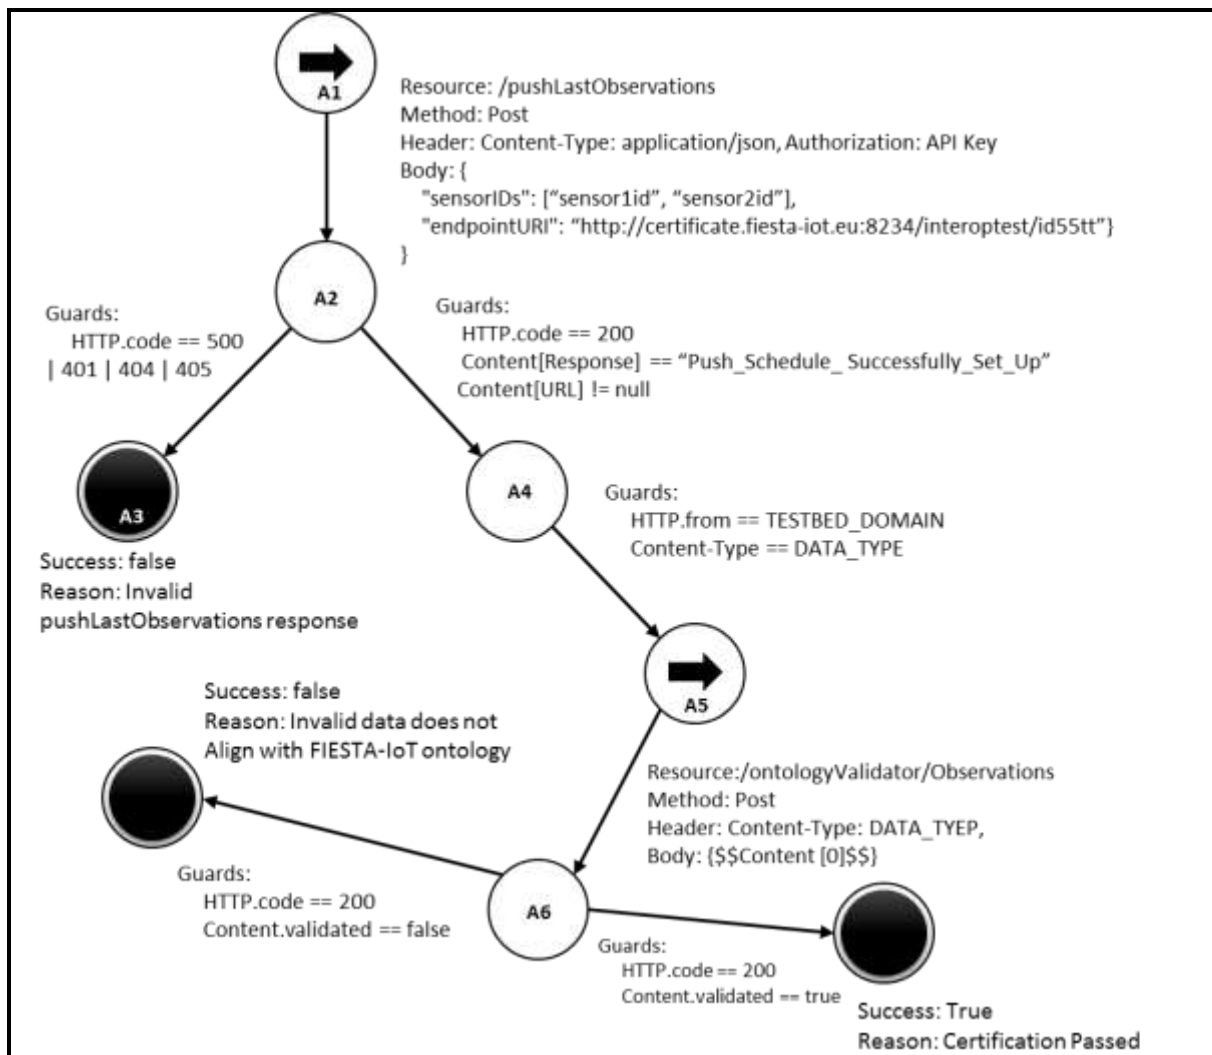 A1
Resource: /pushLastObservations
Method: Post
Header: Content-Type: application/json, Authorization: API Key
Body: {
"sensorIDs": [“sensor1id”, “sensor2id”],
"endpointURI": “http://certificate.fiesta-iot.eu:8234/interoptest/id55tt”}
}
A2
Guards:
HTTP.code == 500
| 401 | 404 | 405
Guards:
HTTP.code == 200
Content[Response] == “Push_Schedule_ Successfully_Set_Up”
Content[URL] != null
A3
Success: false
Reason: Invalid
pushLastObservations response
A4
Guards:
HTTP.from == TESTBED_DOMAIN
Content-Type == DATA_TYPE
A5
Success: false
Reason: Invalid data does not
Align with FIESTA-IoT ontology
Resource:/ontologyValidator/Observations
Method: Post
Header: Content-Type: DATA_TYEP,
Body: {$$Content [0]$$}
Guards:
HTTP.code == 200
Content.validated == false
A6
Guards:
HTTP.code == 200
Content.validated == true
Success: True
Reason: Certification Passed